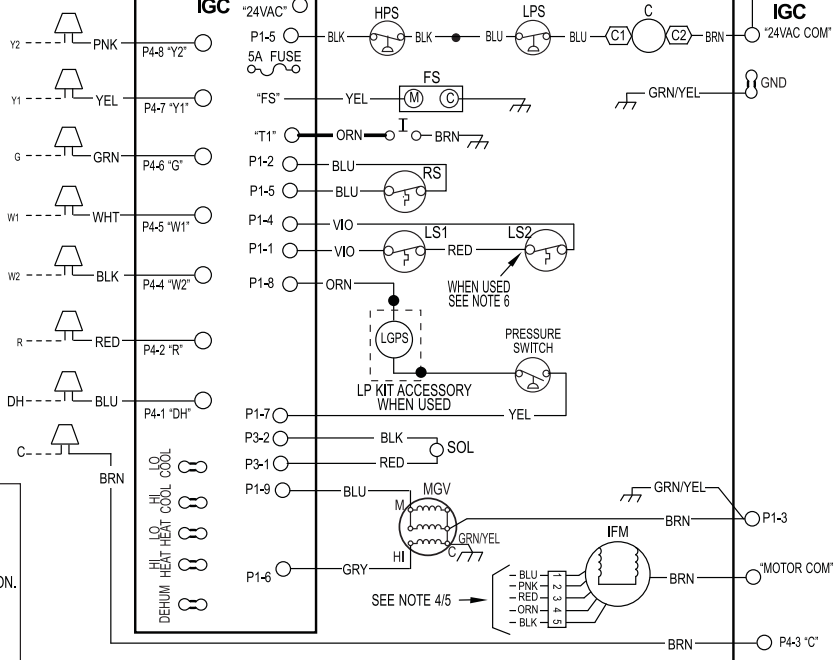 IGC
"24VAC"
HPS
LPS
C
IGC
Y2
PNK
P4-8 "Y2"
P1-5
BLK
BLK
BLU
BLU
C1
C2
BRN
"24VAC COM"
5A FUSE
FS
GND
Y1
YEL
P4-7 "Y1"
"FS"
YEL
M
C
GRN/YEL
"T1"
ORN
BRN
G
GRN
P4-6 "G"
P1-2
BLU
RS
P1-5
BLU
W1
WHT
P4-5 "W1"
P1-4
VIO
LS1
LS2
P1-1
VIO
RED
W2
BLK
P4-4 "W2"
P1-8
ORN
WHEN USED
SEE NOTE 6
R
RED
P4-2 "R"
LGPS
PRESSURE
SWITCH
LP KIT ACCESSORY
WHEN USED
DH
BLU
P4-1 "DH"
P1-7
YEL
C
BRN
P3-2
BLK
SOL
P3-1
RED
LO COOL
HI COOL
LO HEAT
HI HEAT
DEHUM
P1-9
BLU
MGV
M
GRN/YEL
BRN
P1-3
HI
C
GRN/YEL
IFM
P1-6
GRY
ON.
SEE NOTE 4/5
BLU 1
PNK 2
RED 3
ORN 4
BLK 5
BRN
"MOTOR COM"
BRN
P4-3 "C"